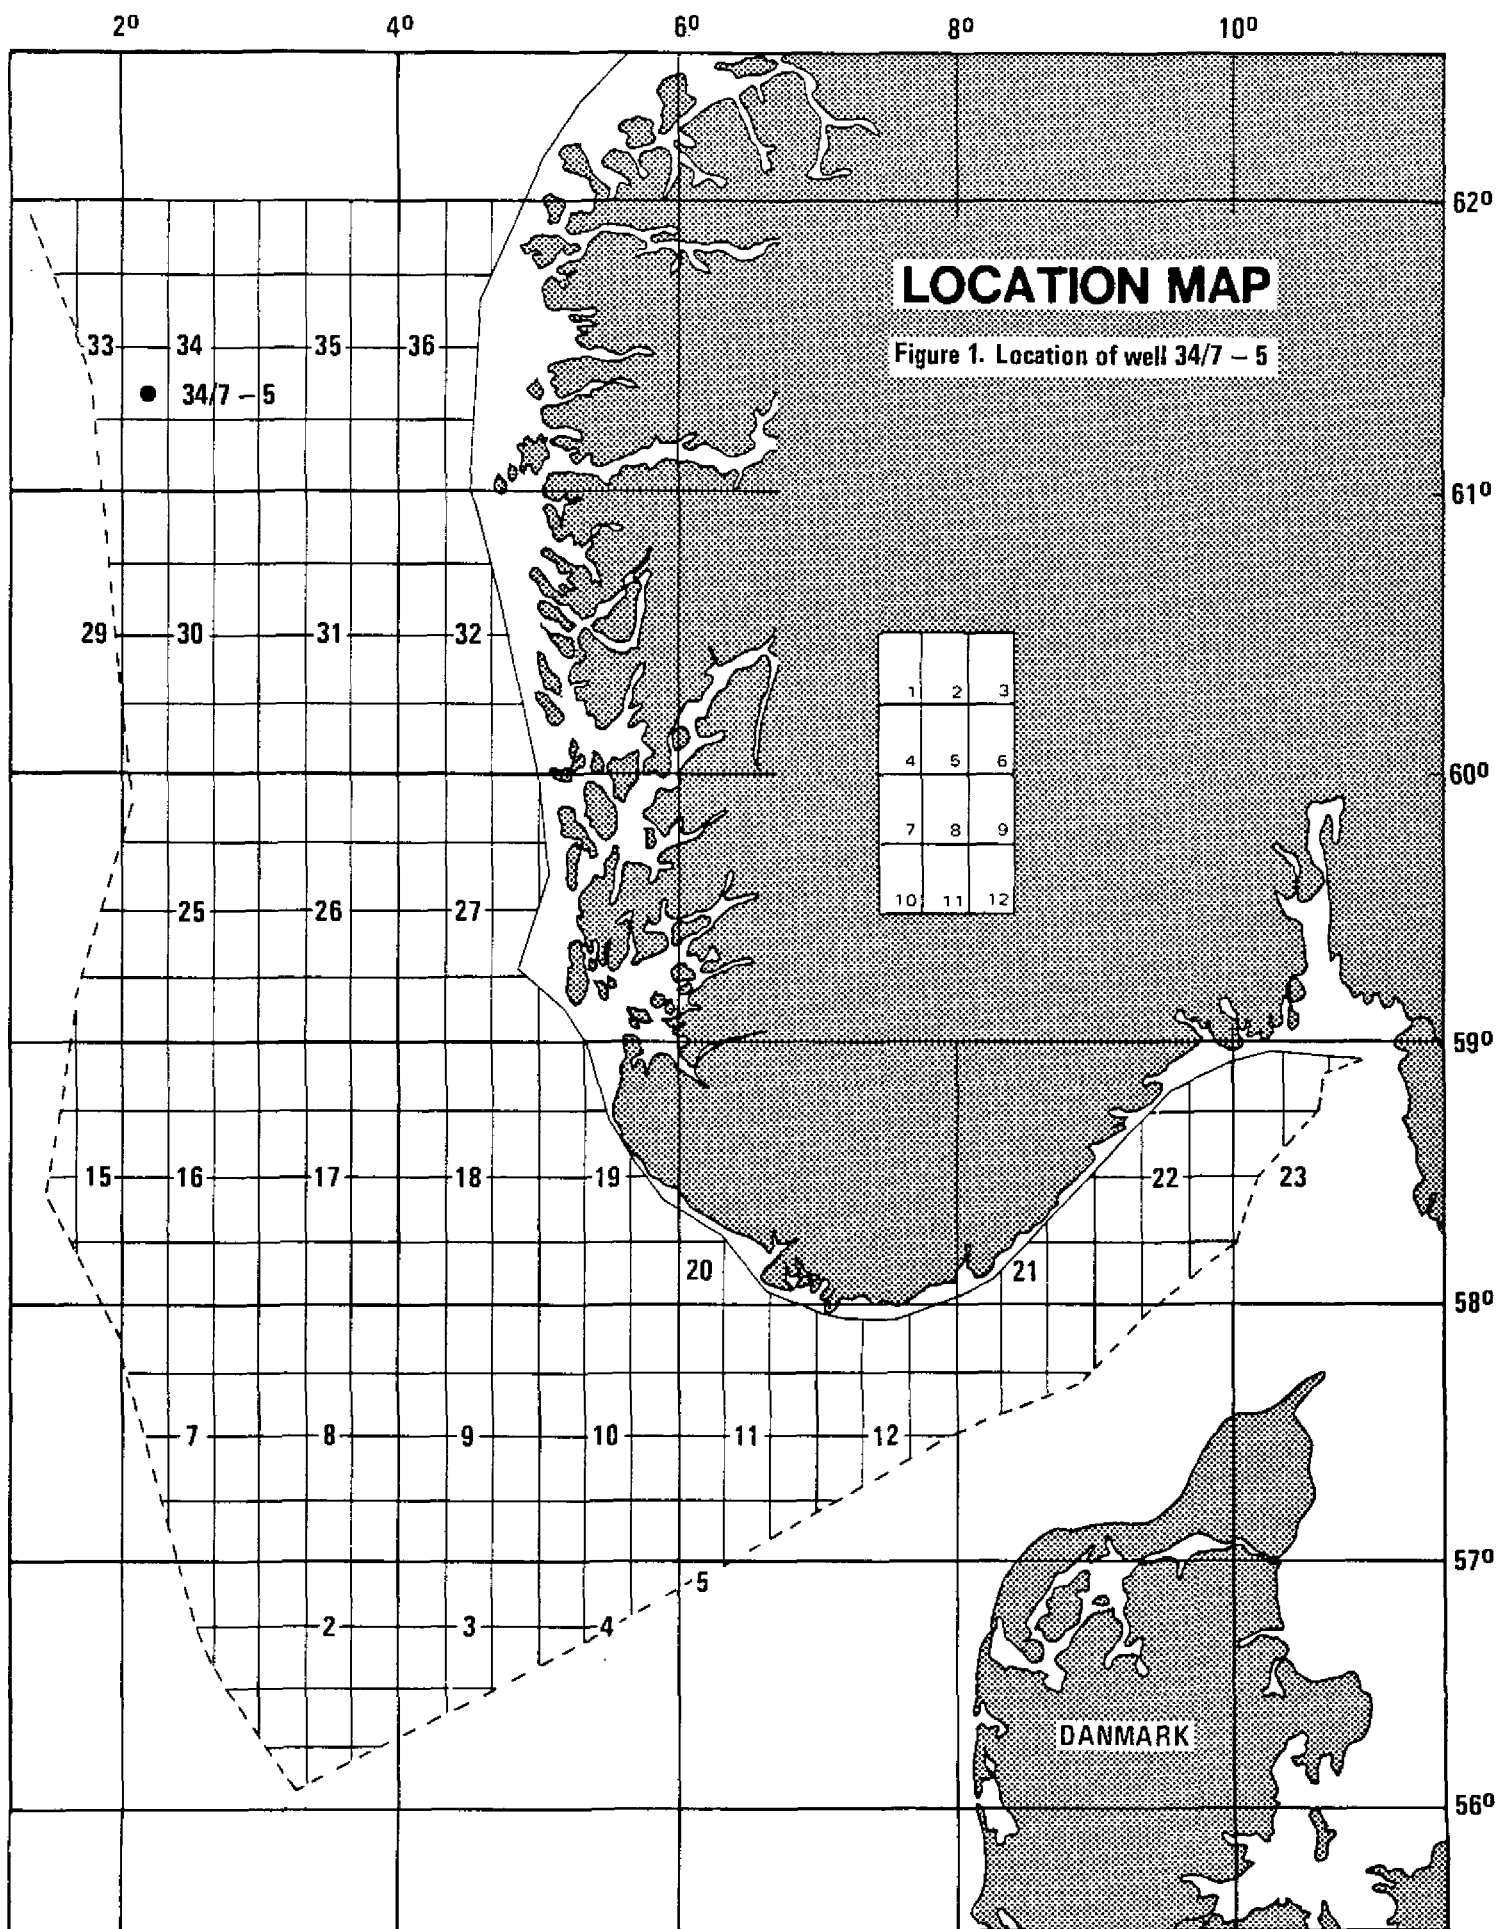 2⁰ 4⁰ 6⁰ 8⁰ 10⁰
62⁰
LOCATION MAP
33 34 35 36
Figure 1. Location of well 34/7 – 5
34/7 – 5
61⁰
29 30 31 32
1 2 3
4 5 6
60⁰
7 8 9
10 11 12
25 26 27
59⁰
15 16 17 18 19 22 23
20 21
58⁰
7 8 9 10 11 12
57⁰
5
2 3 4
DANMARK
56⁰